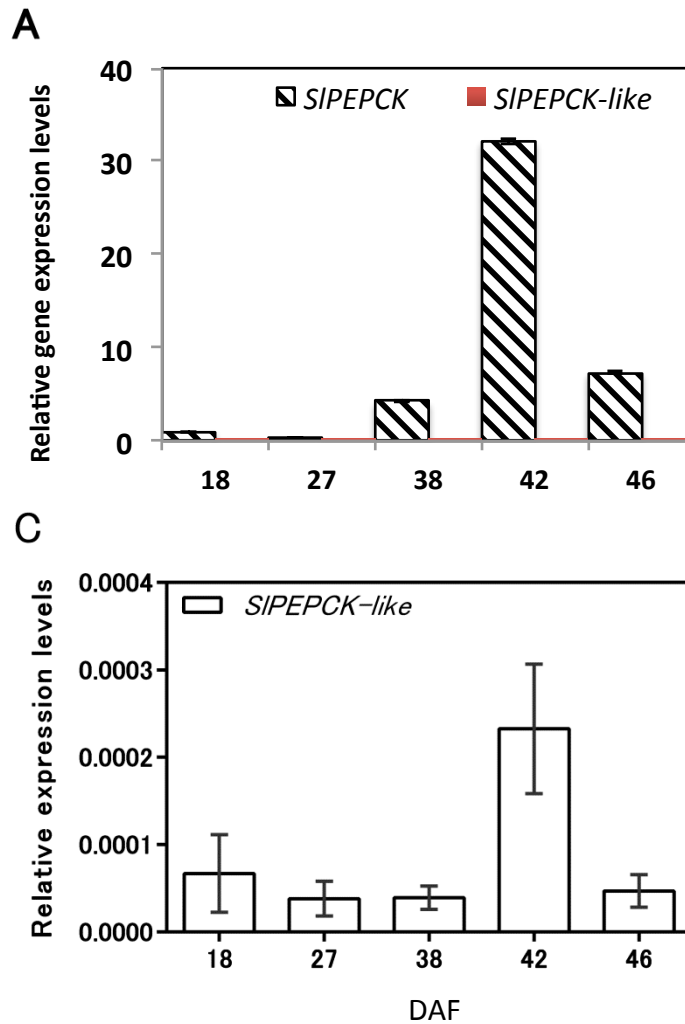 A
Relative gene expression levels
40
30
20
10
0
SlPEPCK
SlPEPCK-like
18 27 38 42 46
C
Relative expression levels
0.0004
0.0003
0.0002
0.0001
0.0000
SlPEPCK-like
18 27 38 42 46
DAF